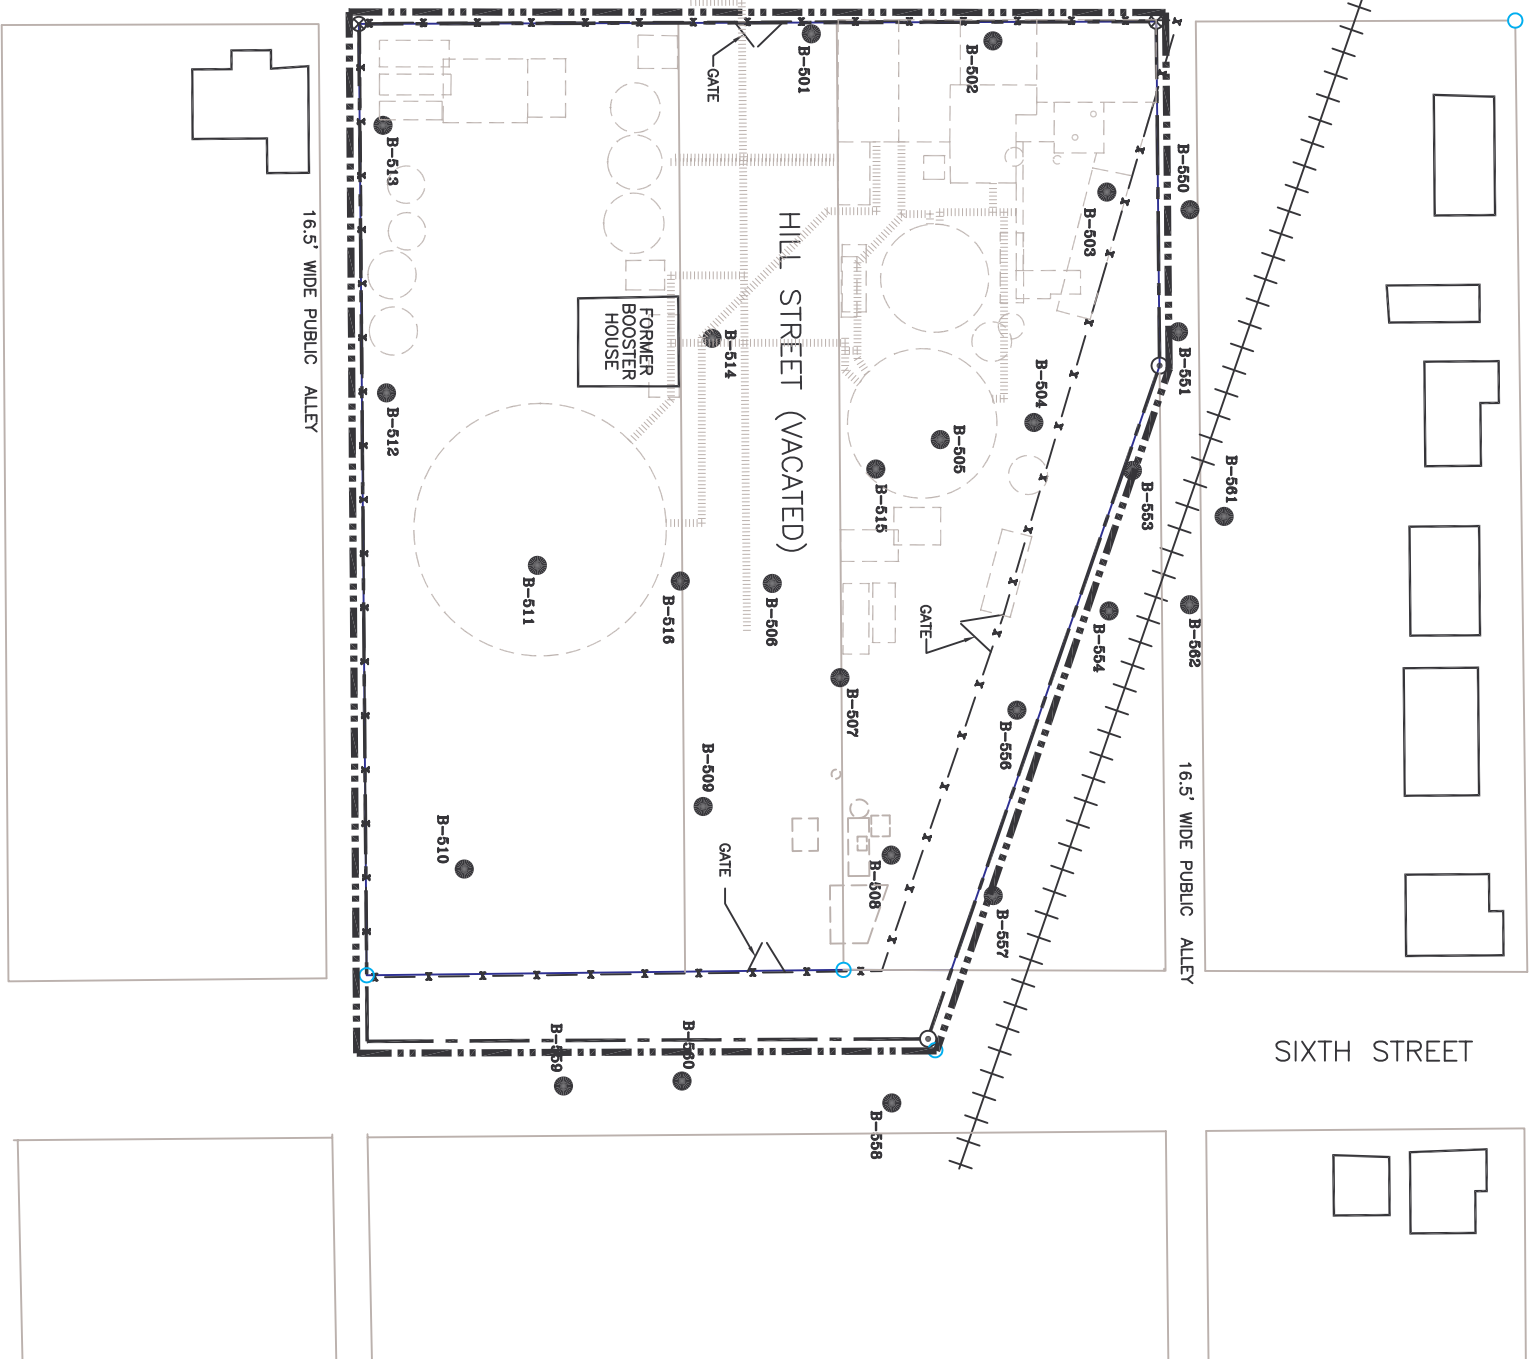 GATE
B-501
B-502
B-513
B-550
B-503
16.5' WIDE PUBLIC ALLEY
HILL STREET (VACATED)
FORMER
BOOSTER
HOUSE
B-514
B-551
B-504
B-512
B-505
B-515
B-561
B-553
B-511
B-516
B-506
GATE
B-554
B-562
B-507
B-556
B-509
B-510
GATE
B-508
B-557
16.5' WIDE PUBLIC ALLEY
B-559
B-560
SIXTH STREET
B-558